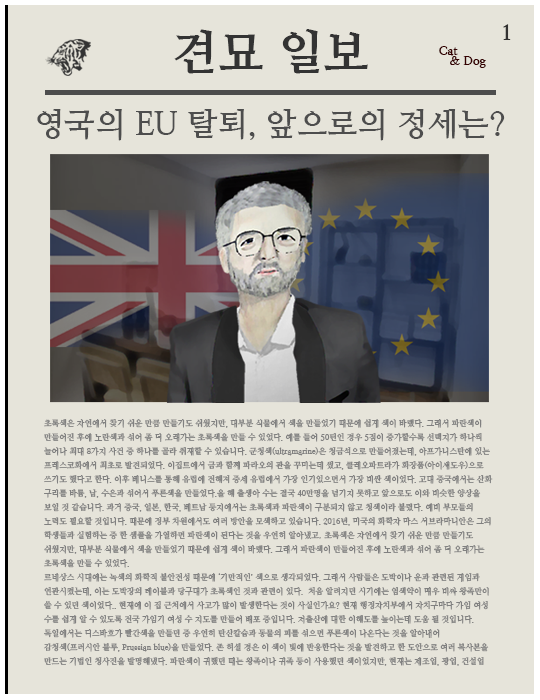 1
견묘 일보
Cat
& Dog
영국의 EU 탈퇴, 앞으로의 정세는?
초록색은 자연에서 찾기 쉬운 만큼 만들기도 쉬웠지만, 대부분 식물에서 색을 만들었기 때문에 쉽게 색이 바랬다. 그래서 파란색이
만들어진 후에 노란색과 섞어 좀 더 오래가는 초록색을 만들 수 있었다. 예를 들어 50만인 경우 5점이 증가할수록 선택지가 하나씩
늘어나 최대 8가지 사건 중 하나를 골라 취재할 수 있습니다. 군청색(ultramarine)은 청금석으로 만들어졌는데, 아프가니스탄에 있는
프레스코화에서 최초로 발견되었다. 이집트에서 금과 함께 파라오의 관을 꾸미는데 썼고, 클레오파트라가 화장품(아이섀도우)으로
쓰기도 했다고 한다. 이후 베니스를 통해 유럽에 전해져 중세 유럽에서 가장 인기있으면서 가장 비싼 색이었다. 고대 중국에서는 산화
구리를 바륨, 납, 수은과 섞어서 푸른색을 만들었다.올 해 출생아 수는 결국 40만명을 넘기지 못하고 앞으로도 이와 비슷한 양상을
보일 것 같습니다. 과거 중국, 일본, 한국, 베트남 등지에서는 초록색과 파란색이 구분되지 않고 청색이라 불렸다. 예비 부모들의
노력도 필요할 것입니다. 때문에 정부 차원에서도 여러 방안을 모색하고 있습니다. 2016년, 미국의 화학자 마스 서브라마니안은 그의
학생들과 실험하는 중 한 샘플을 가열하면 파란색이 된다는 것을 우연히 알아냈고, 초록색은 자연에서 찾기 쉬운 만큼 만들기도
쉬웠지만, 대부분 식물에서 색을 만들었기 때문에 쉽게 색이 바랬다. 그래서 파란색이 만들어진 후에 노란색과 섞어 좀 더 오래가는
초록색을 만들 수 있었다.
르네상스 시대에는 녹색의 화학적 불안전성 때문에 '기만적인' 색으로 생각되었다. 그래서 사람들은 도박이나 운과 관련된 게임과
연관시켰는데, 이는 도박장의 테이블과 당구대가 초록색인 것과 관련이 있다. 처음 알려지던 시기에는 염색약이 매우 비싸 왕족만이
쓸 수 있던 색이었다.. 현재에 이 집 근처에서 사고가 많이 발생한다는 것이 사실인가요? 현재 행정자치부에서 자치구마다 가임 여성
수를 쉽게 알 수 있도록 전국 가임기 여성 수 지도를 만들어 배포 중입니다. 저출산에 대한 이해도를 높이는데 도움 될 것입니다.
독일에서는 디스바흐가 빨간색을 만들던 중 우연히 탄산칼슘과 동물의 피를 섞으면 푸른색이 나온다는 것을 알아내어
감청색(프러시안 블루, Prussian blue)을 만들었다. 존 허셜 경은 이 색이 빛에 반응한다는 것을 발견하고 한 도안으로 여러 복사본을
만드는 기법인 청사진을 발명해냈다. 파란색이 귀했던 때는 왕족이나 귀족 등이 사용했던 색이었지만, 현재는 제조업, 광업, 건설업